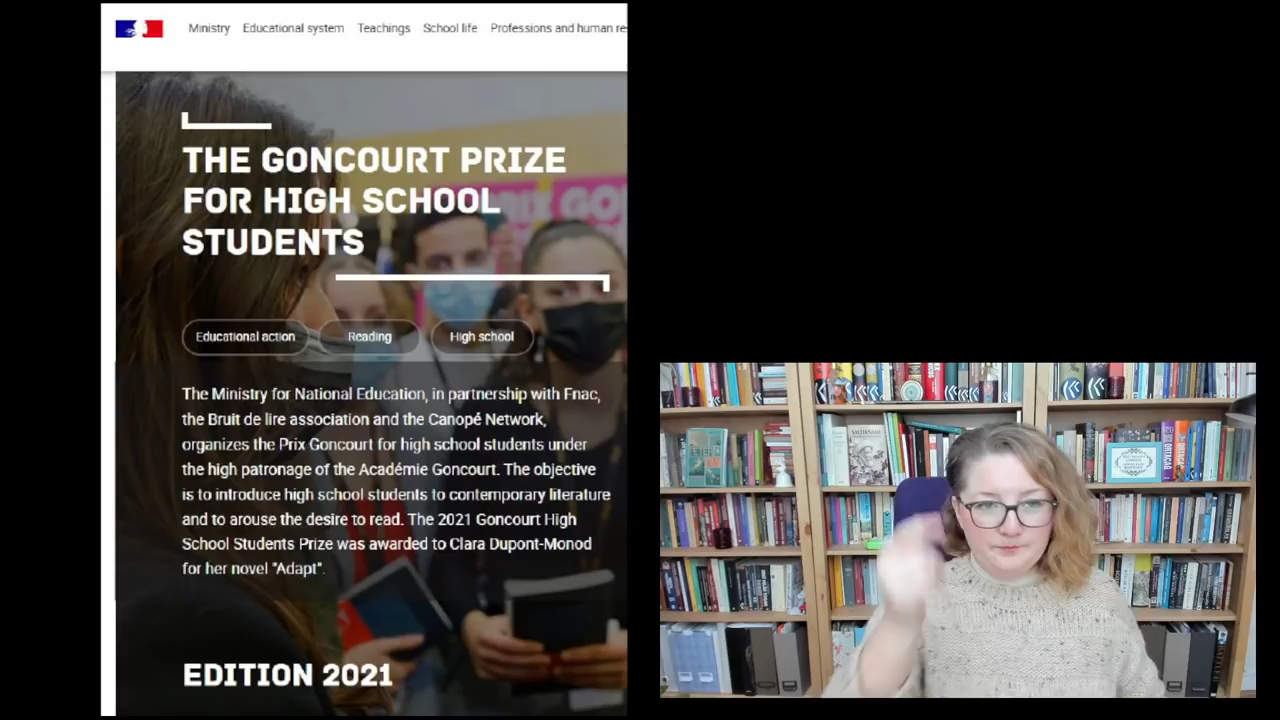 Ministry Educational system Teachings School life Professions and human re
THE GONCOURT PRIZE
FOR HIGH SCHOOL
STUDENTS
Educational action Reading High school
The Ministry for National Education, in partnership with Fnac,
the Bruit de lire association and the Canopé Network,
organizes the Prix Goncourt for high school students under
the high patronage of the Académie Goncourt. The objective
is to introduce high school students to contemporary literature
and to arouse the desire to read. The 2021 Goncourt High
School Students Prize was awarded to Clara Dupont-Monod
for her novel "Adapt".
EDITION 2021
ORTAÇAĞ